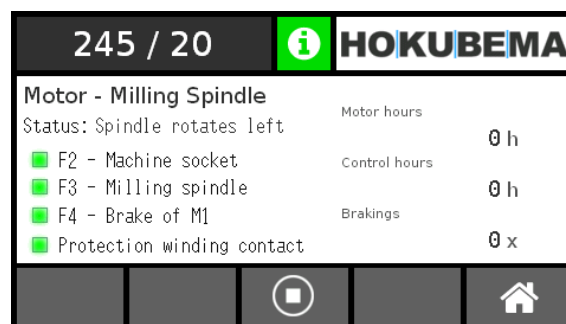 245 / 20
i
HOKUBEMA
Motor - Milling Spindle
Status: Spindle rotates left
F2 - Machine socket
F3 - Milling spindle
F4 - Brake of M1
Protection winding contact
Motor hours
0 h
Control hours
0 h
Brakings
0 x